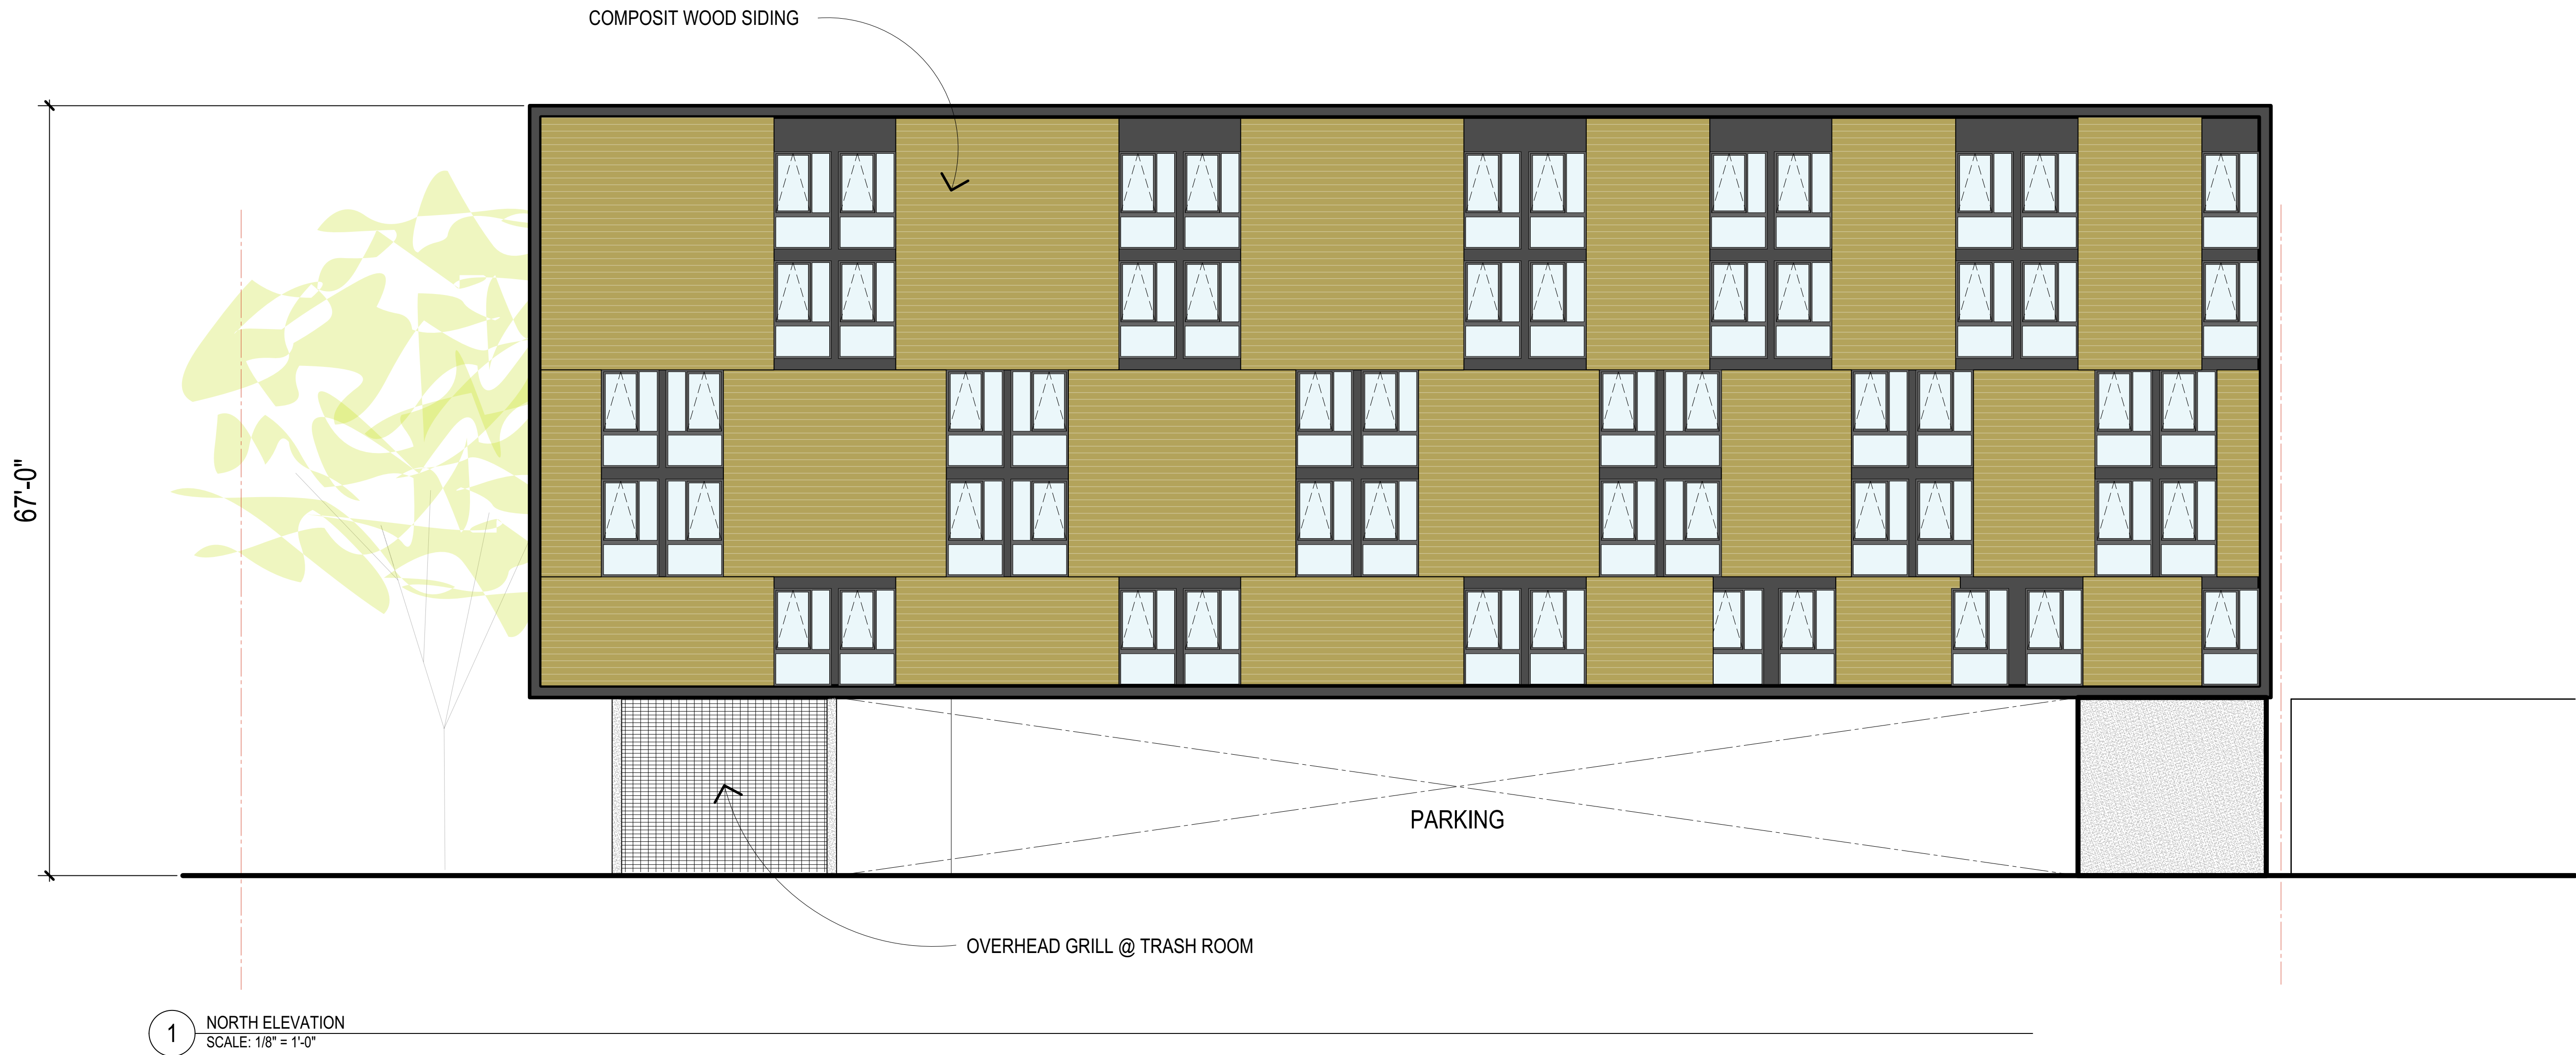 COMPOSIT WOOD SIDING
67'-0"
PARKING
OVERHEAD GRILL @ TRASH ROOM
1
NORTH ELEVATION
SCALE: 1/8" = 1'-0"